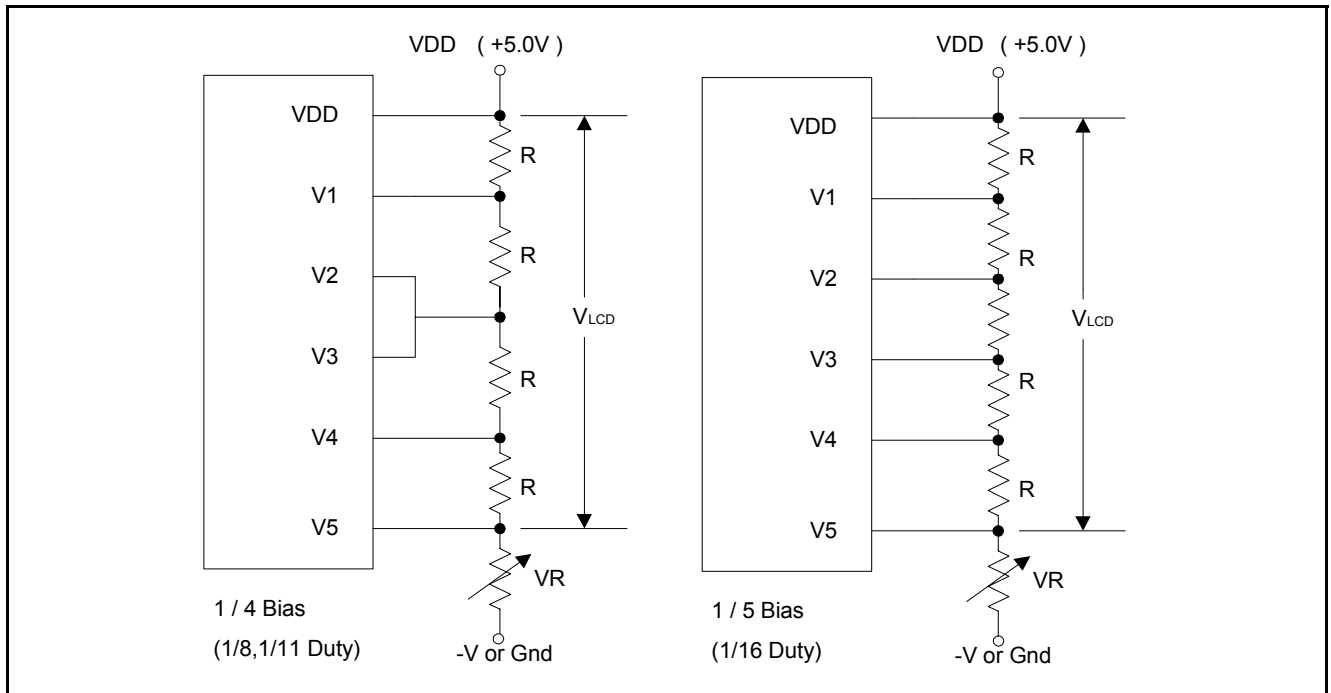 VDD ( +5.0V )
VDD
R
V1
R
V2
V3
VLCD
R
V4
R
V5
VR
1 / 4 Bias
(1/8,1/11 Duty)
-V or Gnd
VDD ( +5.0V )
VDD
R
V1
R
V2
VLCD
V3
R
V4
R
V5
VR
1 / 5 Bias
(1/16 Duty)
-V or Gnd